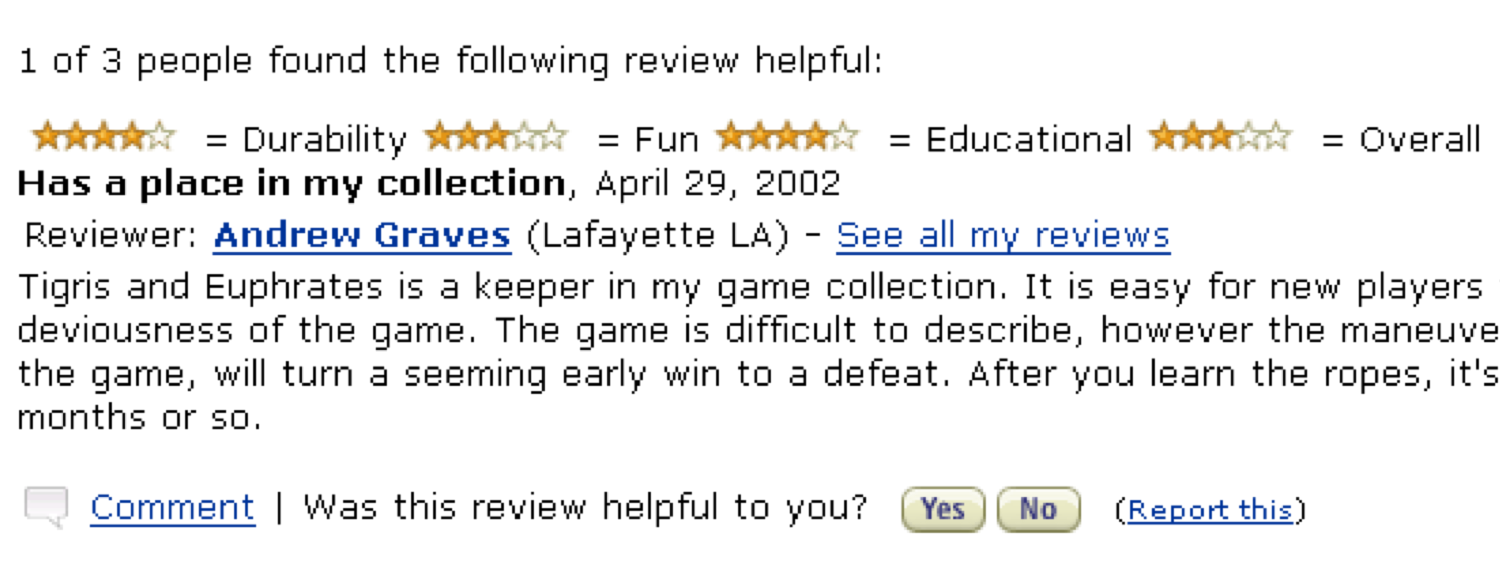 1 of 3 people found the following review helpful:
= Durability = Fun = Educational = Overall
Has a place in my collection, April 29, 2002
Reviewer: Andrew Graves (Lafayette LA) - See all my reviews
Tigris and Euphrates is a keeper in my game collection. It is easy for new players
deviousness of the game. The game is difficult to describe, however the maneuve
the game, will turn a seeming early win to a defeat. After you learn the ropes, it's
months or so.
Comment | Was this review helpful to you? Yes No (Report this)